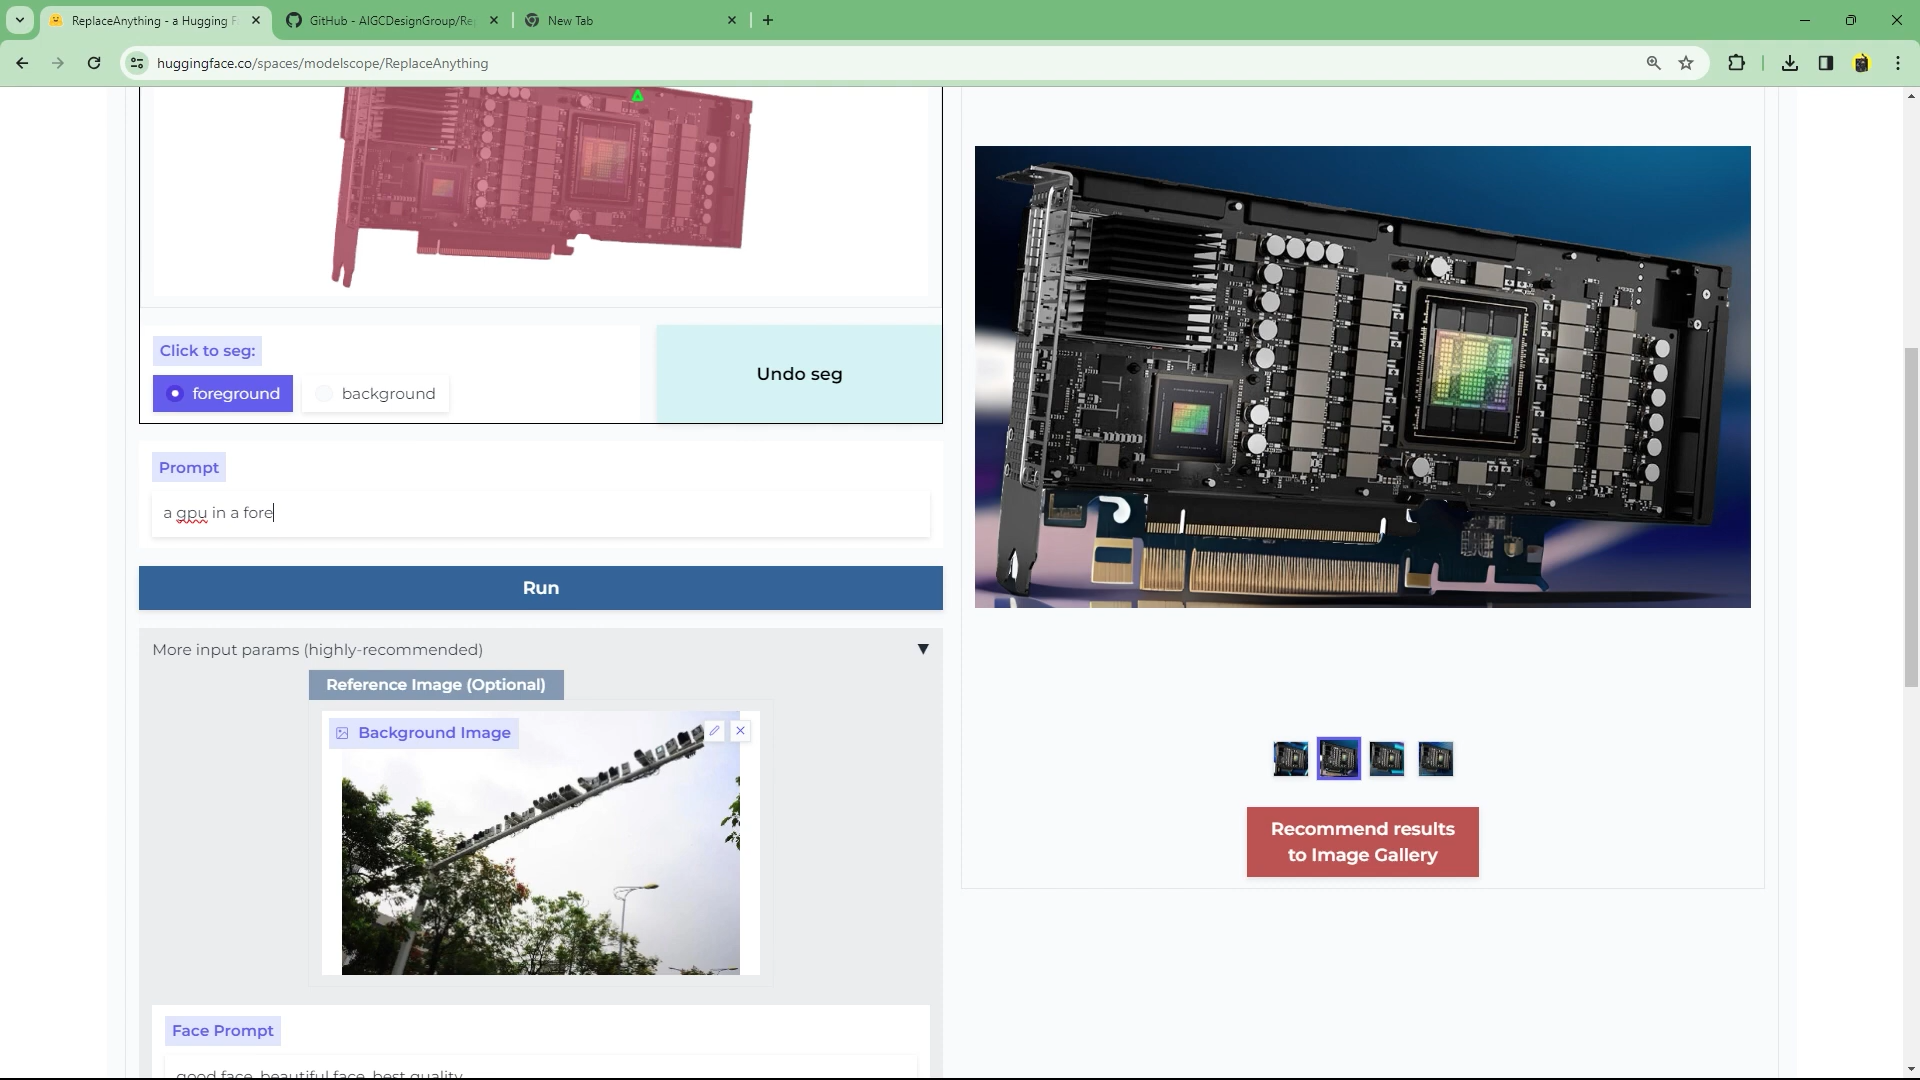 ReplaceAnything - a Hugging F
GitHub - AIGCDesignGroup/Re
New Tab
huggingface.co/spaces/modelscope/ReplaceAnything
Click to seg:
foreground
background
Undo seg
Prompt
a gpu in a fore
Run
More input params (highly-recommended)
Reference Image (Optional)
Background Image
Face Prompt
good face, beautiful face, best quality
Recommend results
to Image Gallery